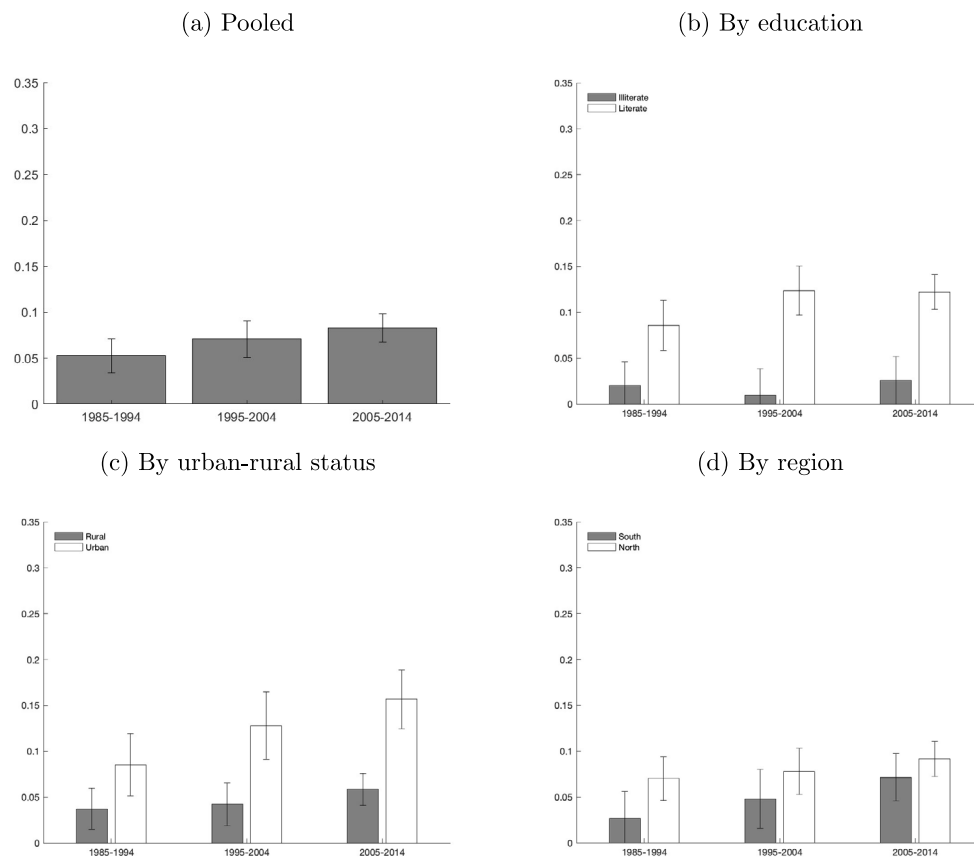 (a) Pooled
0.35
0.3
0.25
0.2
0.15
0.1
0.05
0
1985-1994 1995-2004 2005-2014
(b) By education
Illiterate
Literate
0.35
0.3
0.25
0.2
0.15
0.1
0.05
0
1985-1994 1995-2004 2005-2014
(c) By urban-rural status
Rural
Urban
0.35
0.3
0.25
0.2
0.15
0.1
0.05
0
1985-1994 1995-2004 2005-2014
(d) By region
South
North
0.35
0.3
0.25
0.2
0.15
0.1
0.05
0
1985-1994 1995-2004 2005-2014